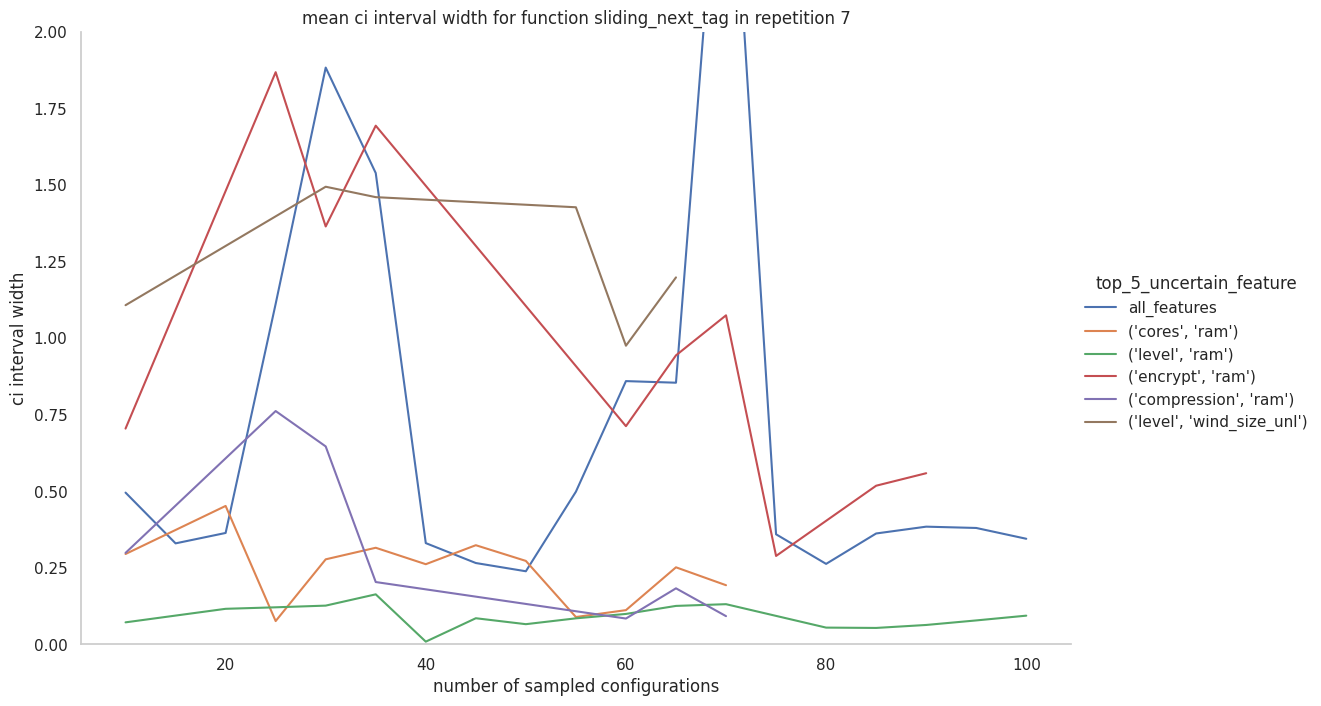 mean ci interval width for function sliding_next_tag in repetition 7
2.00
1.75
1.50
1.25
1.00
0.75
0.50
0.25
0.00
ci interval width
20
40
60
80
100
number of sampled configurations
top_5_uncertain_feature
all_features
('cores', 'ram')
('level', 'ram')
('encrypt', 'ram')
('compression', 'ram')
('level', 'wind_size_unl')